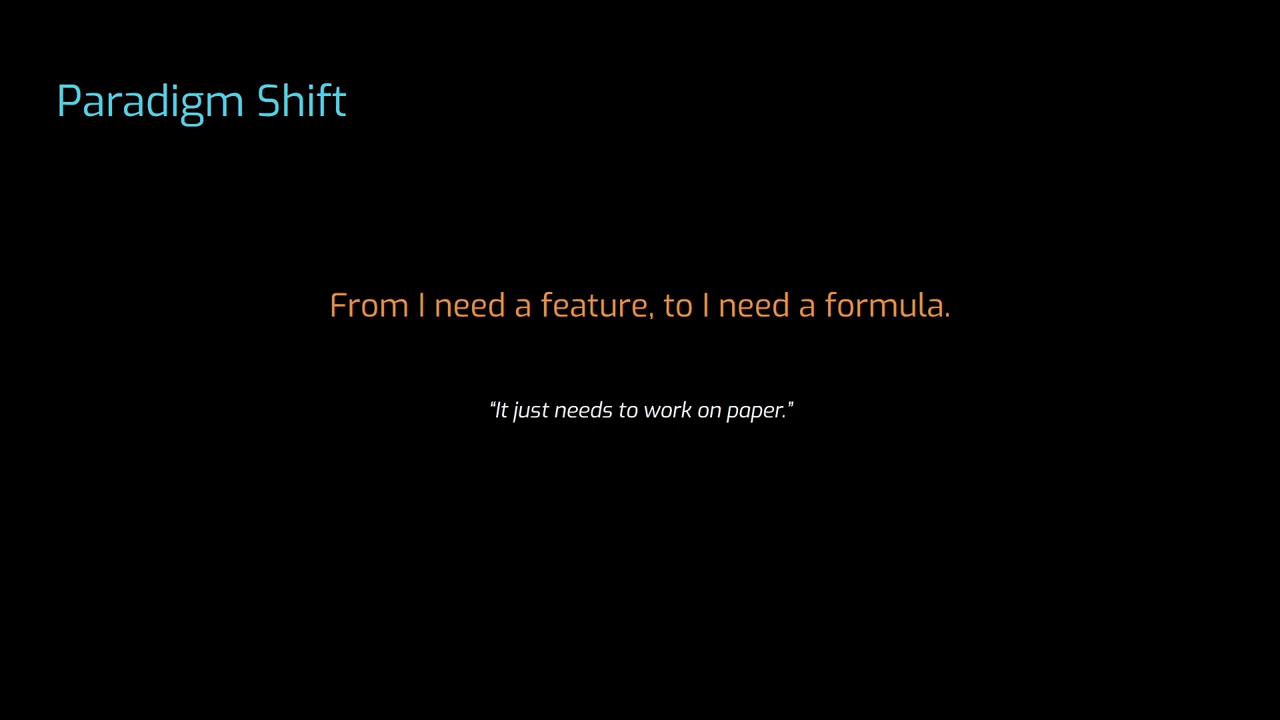 Paradigm Shift
From I need a feature, to I need a formula.
“It just needs to work on paper.”